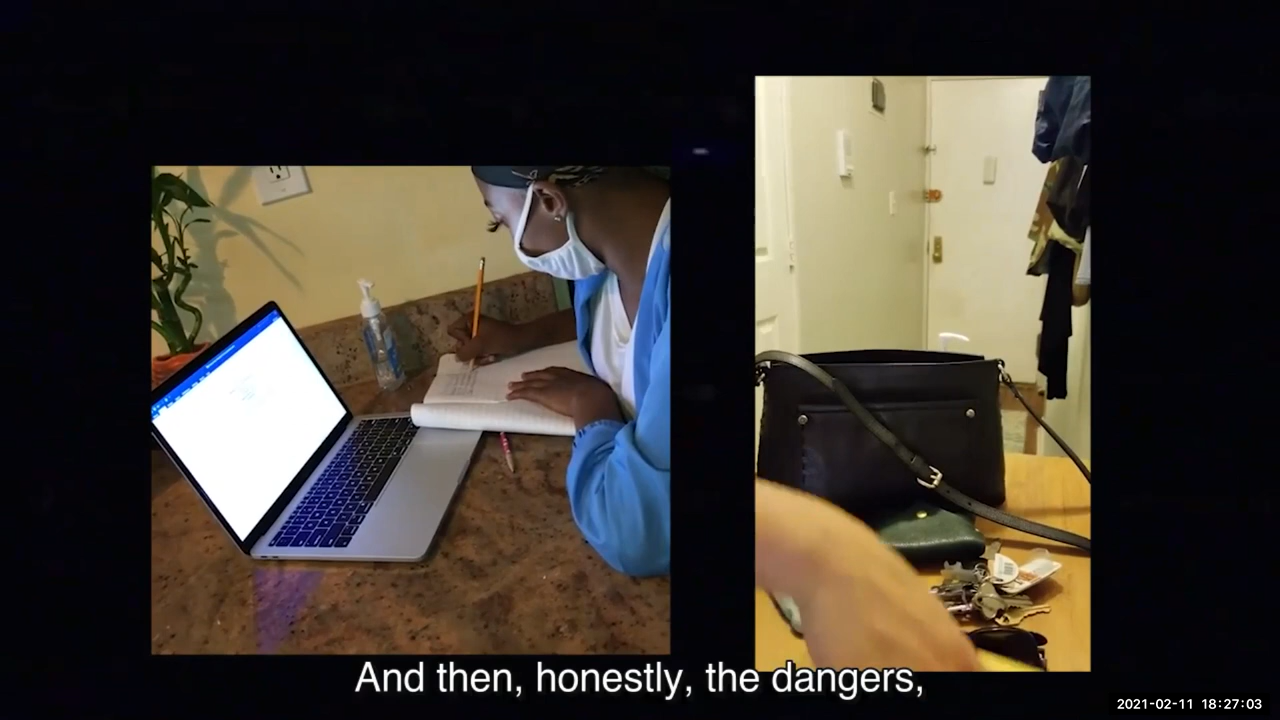 And then, honestly, the dangers,
2021-02-11 18:27:03